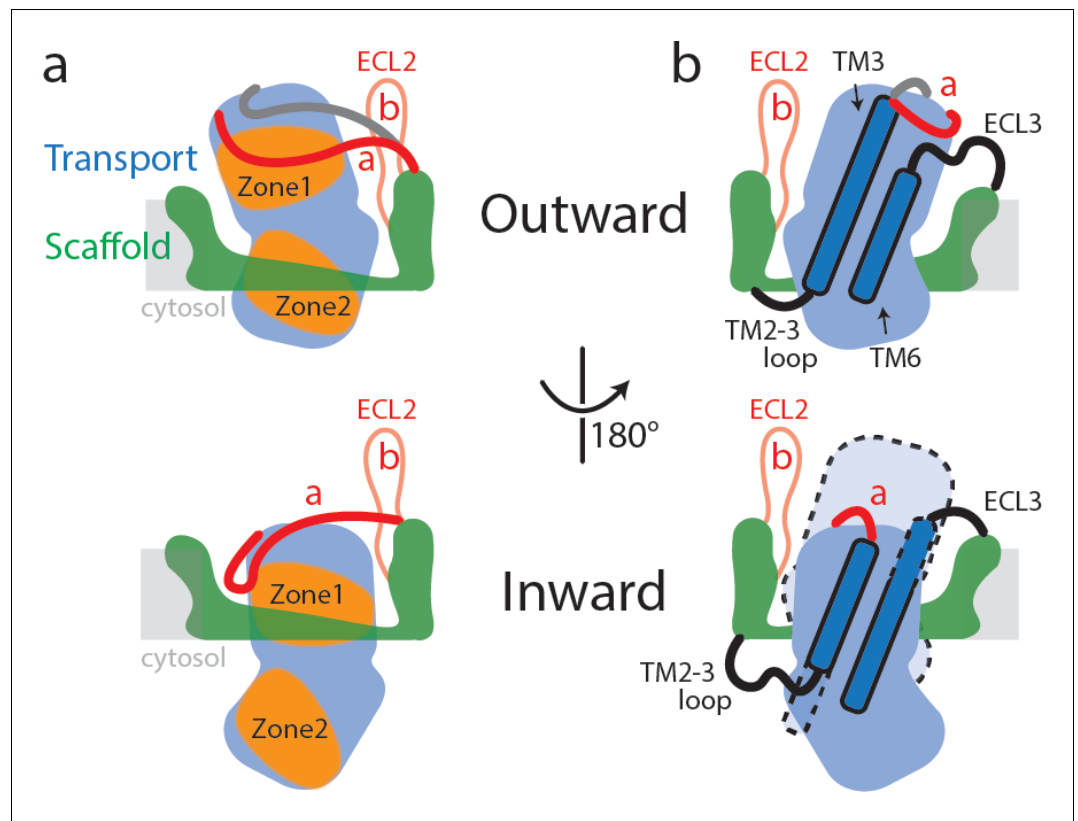 a
ECL2
b
Transport
a
Zone1
Scaffold
Zone2
cytosol
b
ECL2
TM3
b
a
ECL3
TM2-3
loop
TM6
Outward
180°
ECL2
b
a
Zone1
cytosol
Zone2
Inward
ECL2
b
a
ECL3
TM2-3
loop